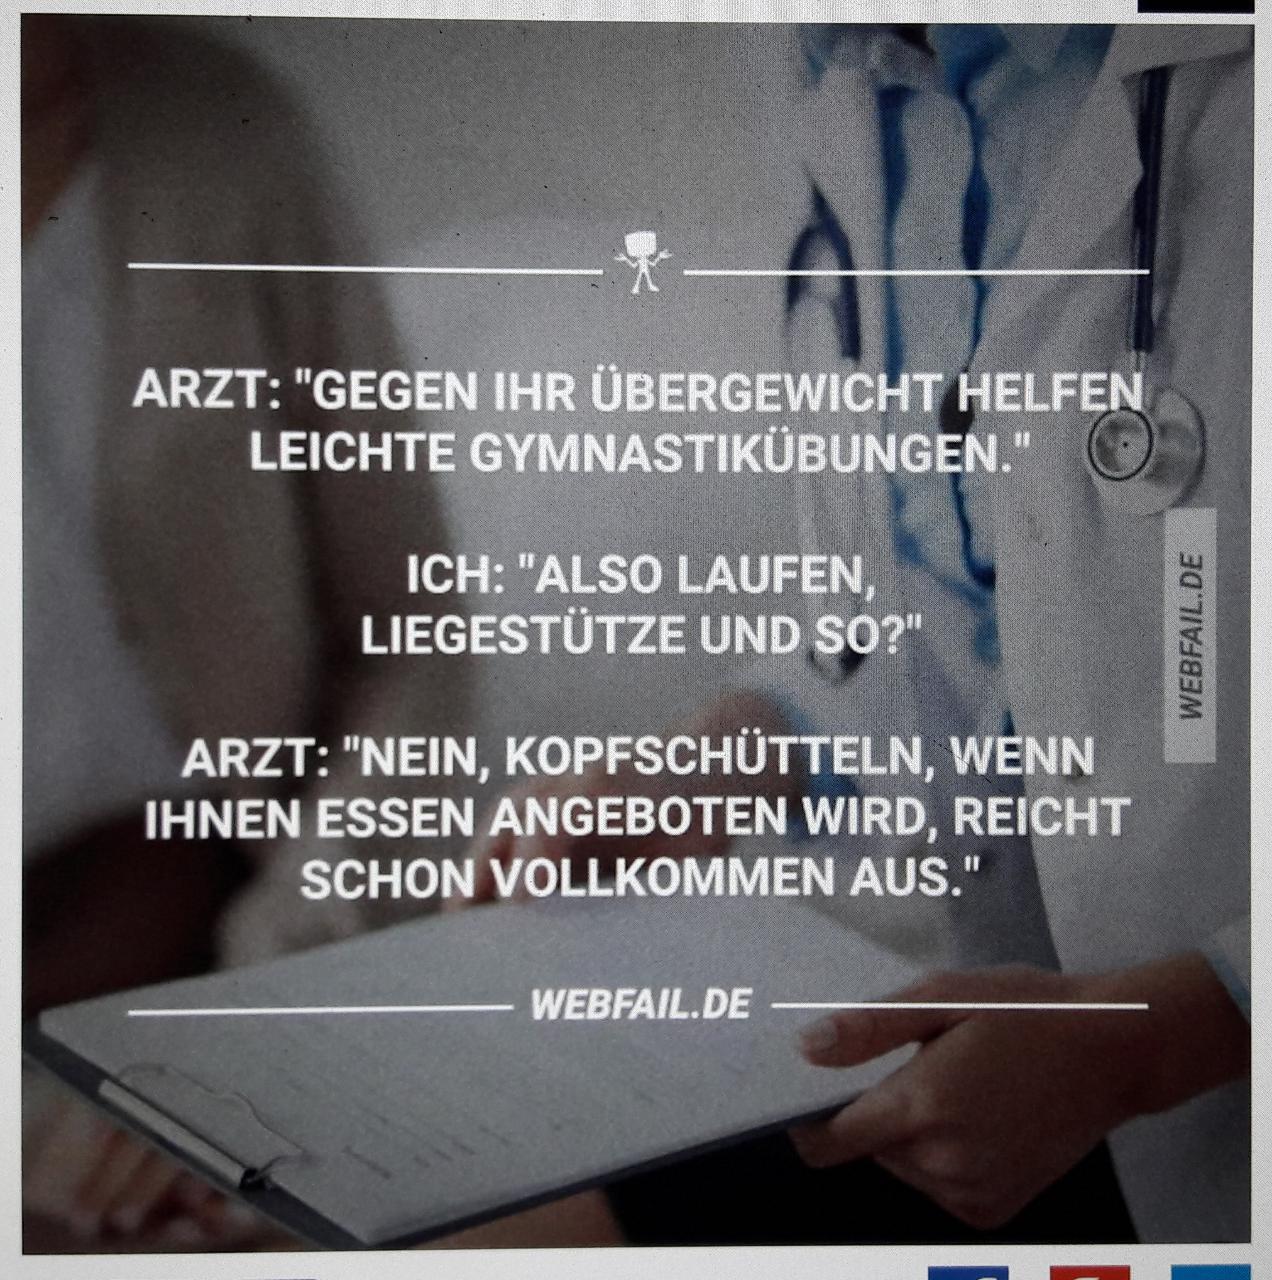 ARZT: "GEGEN IHR ÜBERGEWICHT HELFEN
LEICHTE GYMNASTIKÜBUNGEN."
ICH: "ALSO LAUFEN,
LIEGESTÜTZE UND SO?"
ARZT: "NEIN, KOPFSCHÜTTELN, WENN
IHNEN ESSEN ANGEBOTEN WIRD, REICHT
SCHON VOLLKOMMEN AUS."
WEBFAIL.DE
WEBFAIL.DE